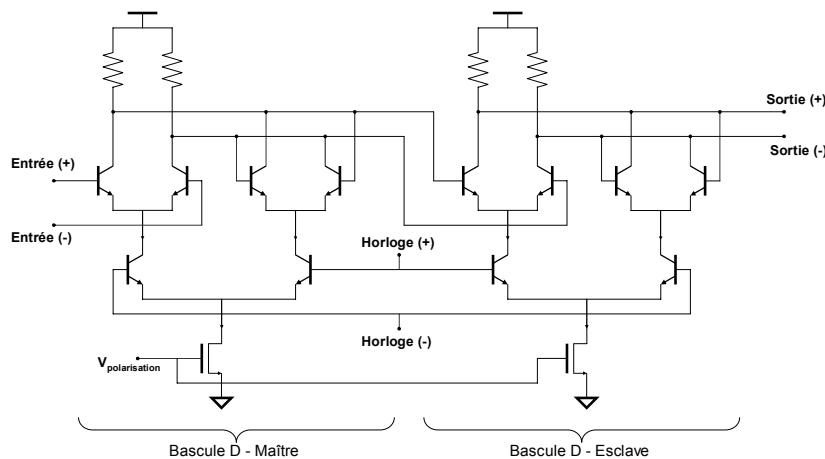 Sortie (+)
Sortie (-)
Entrée (+)
Entrée (-)
Horloge (+)
Horloge (-)
Vpolarisation
Bascule D - Maître
Bascule D - Esclave